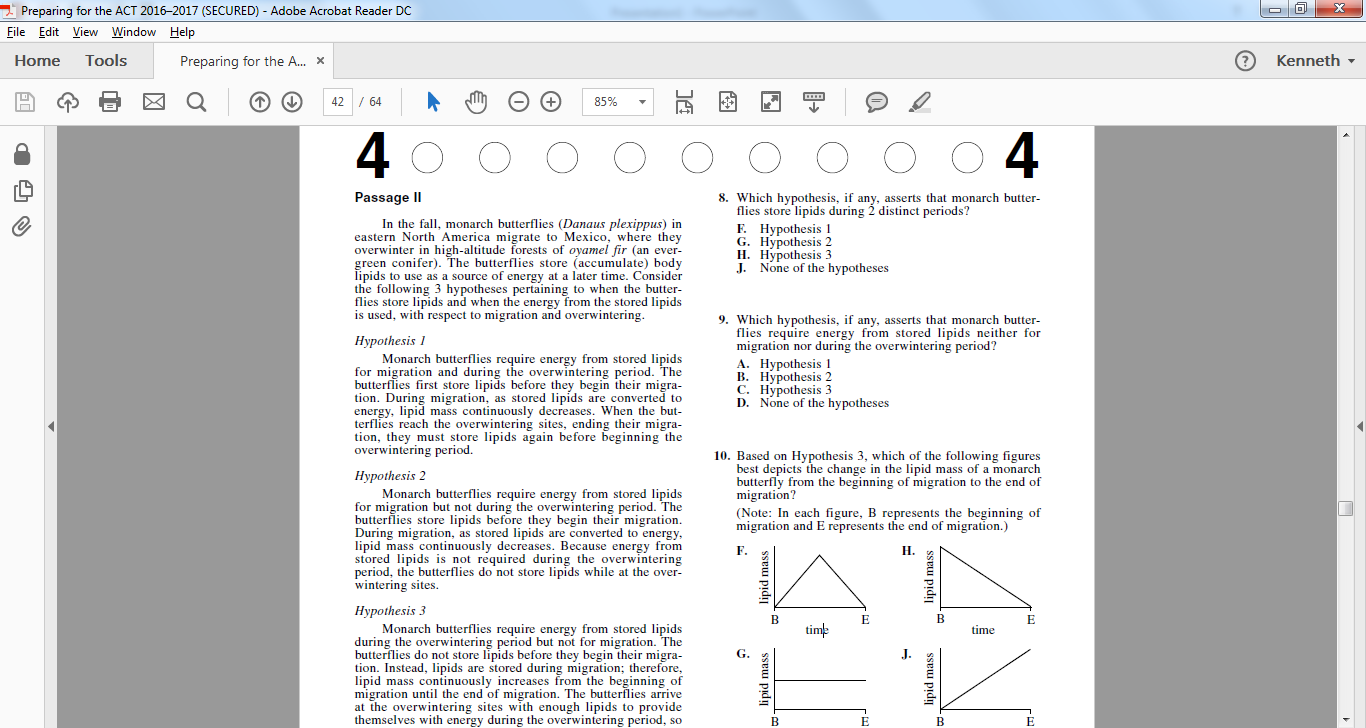 Preparing for the ACT 2016–2017 (SECURED) - Adobe Acrobat Reader DC
File Edit View Window Help
Home Tools Preparing for the A... × ? Kenneth
42 / 64 85%
4 4
Passage II
In the fall, monarch butterflies (Danaus plexippus) in
eastern North America migrate to Mexico, where they
overwinter in high-altitude forests of oyamel fir (an ever-
green conifer). The butterflies store (accumulate) body
lipids to use as a source of energy at a later time. Consider
the following 3 hypotheses pertaining to when the butter-
flies store lipids and when the energy from the stored lipids
is used, with respect to migration and overwintering.
Hypothesis 1
Monarch butterflies require energy from stored lipids
for migration and during the overwintering period. The
butterflies first store lipids before they begin their migra-
tion. During migration, as stored lipids are converted to
energy, lipid mass continuously decreases. When the but-
terflies reach the overwintering sites, ending their migra-
tion, they must store lipids again before beginning the
overwintering period.
Hypothesis 2
Monarch butterflies require energy from stored lipids
for migration but not during the overwintering period. The
butterflies store lipids before they begin their migration.
During migration, as stored lipids are converted to energy,
lipid mass continuously decreases. Because energy from
stored lipids is not required during the overwintering
period, the butterflies do not store lipids while at the over-
wintering sites.
Hypothesis 3
Monarch butterflies require energy from stored lipids
during the overwintering period but not for migration. The
butterflies do not store lipids before they begin their migra-
tion. Instead, lipids are stored during migration; therefore,
lipid mass continuously increases from the beginning of
migration until the end of migration. The butterflies arrive
at the overwintering sites with enough lipids to provide
themselves with energy during the overwintering period, so
8. Which hypothesis, if any, asserts that monarch butter-
flies store lipids during 2 distinct periods?
F. Hypothesis 1
G. Hypothesis 2
H. Hypothesis 3
J. None of the hypotheses
9. Which hypothesis, if any, asserts that monarch butter-
flies require energy from stored lipids neither for
migration nor during the overwintering period?
A. Hypothesis 1
B. Hypothesis 2
C. Hypothesis 3
D. None of the hypotheses
10. Based on Hypothesis 3, which of the following figures
best depicts the change in the lipid mass of a monarch
butterfly from the beginning of migration to the end of
migration?
(Note: In each figure, B represents the beginning of
migration and E represents the end of migration.)
F. lipid mass B E time
H. lipid mass B E time
G. lipid mass B E
J. lipid mass B E